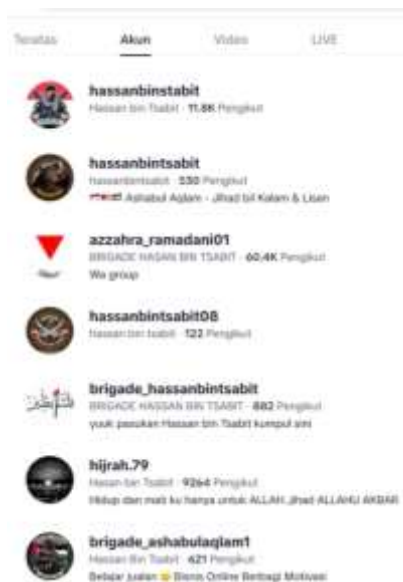 Teratas Akun Video LIVE
hassanbinstabit
Hassan bin Tsabit · 11.8K Pengikut
hassanbintsabit
hassanbintsabit · 530 Pengikut
Ashabul Aqlam - Jihad bil Kalam & Lisan
azzahra_ramadani01
BRIGADE HASAN BIN TSABIT · 60.4K Pengikut
Wa group
hassanbintsabit08
hassan bin tsabit · 122 Pengikut
brigade_hassanbintsabit
BRIGADE HASSAN BIN TSABIT · 882 Pengikut
yuuk pasukan Hassan bin Tsabit kumpul sini
hijrah.79
Hasan bin Tsabit · 9264 Pengikut
Hidup dan mati ku hanya untuk ALLAH. jihad ALLAHU AKBAR
brigade_ashabulaqlam1
Hassan Bin Tsabit · 621 Pengikut
Belajar jualan Bisnis Online Berbagi Motivasi